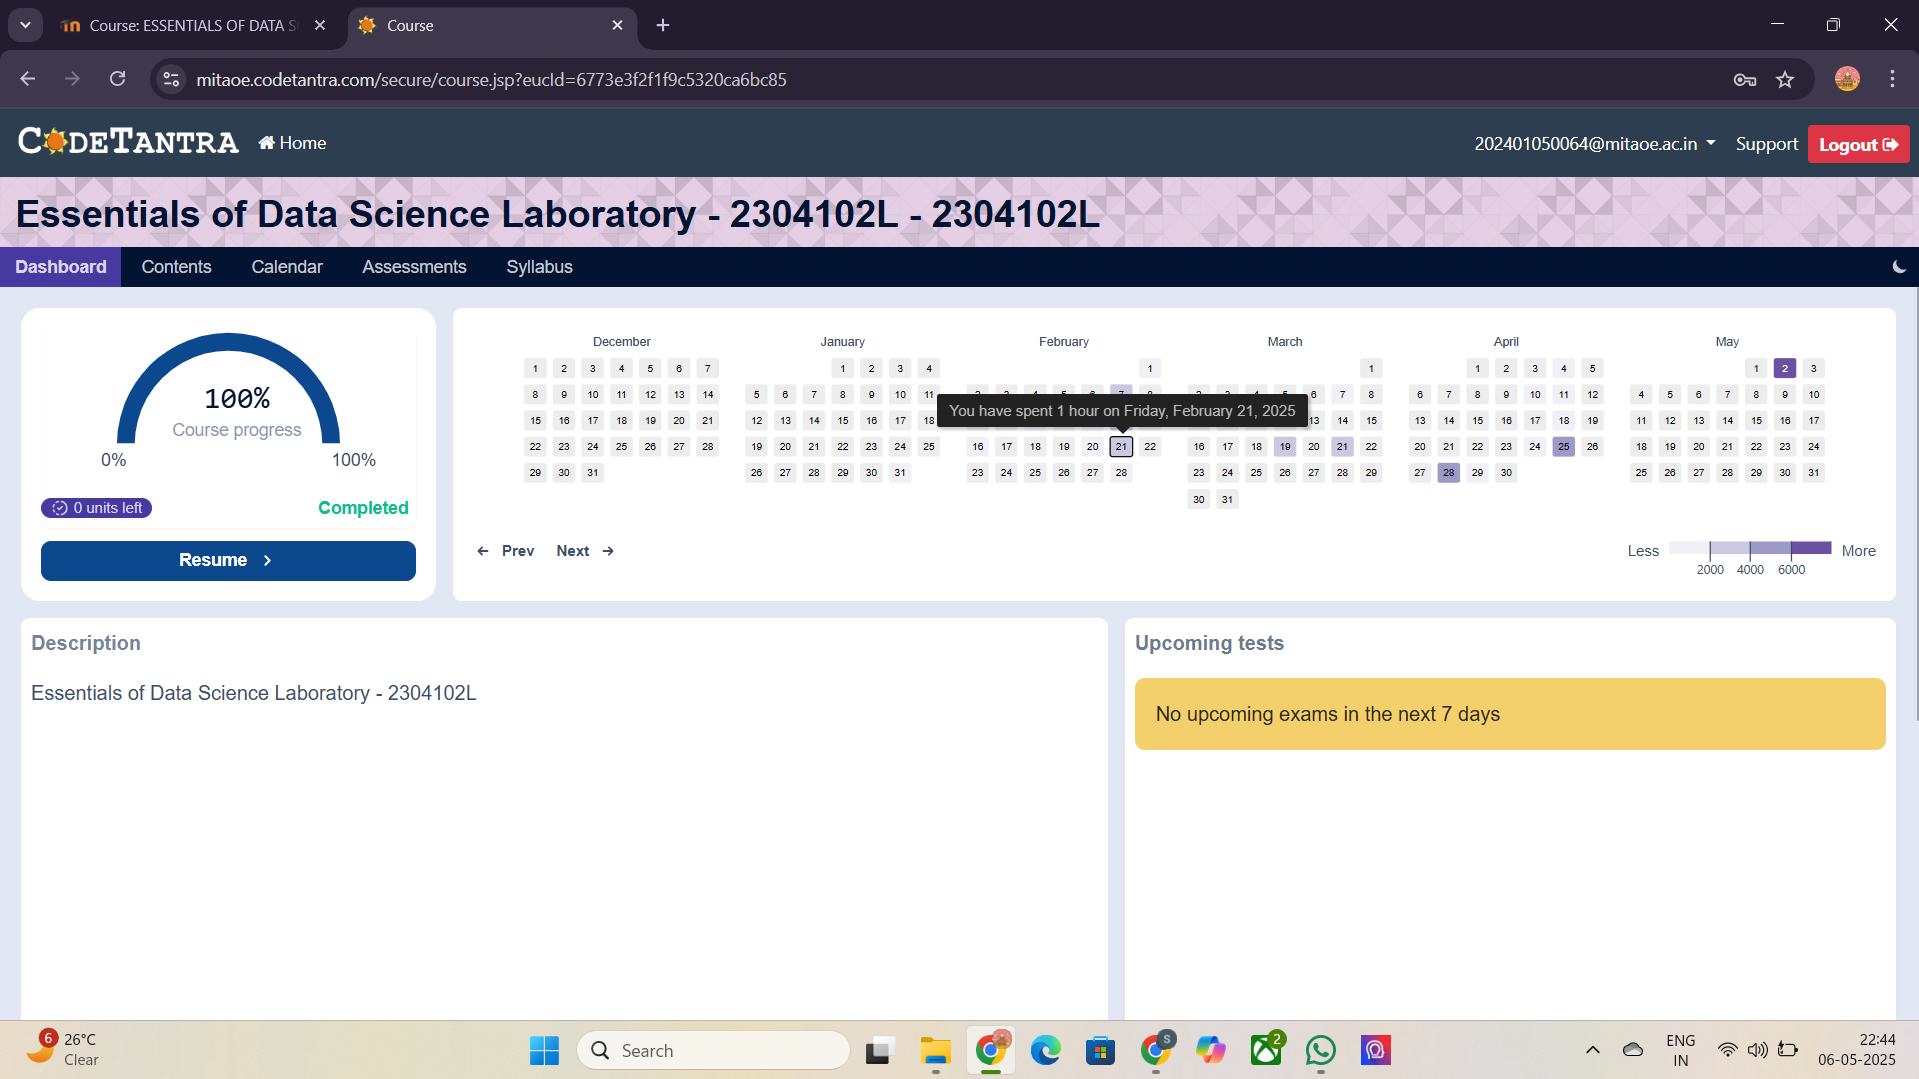 Course: ESSENTIALS OF DATA S
Course
mitaoe.codetantra.com/secure/course.jsp?eucId=6773e3f2f1f9c5320ca6bc85
CODETANTRA
Home
202401050064@mitaoe.ac.in
Support
Logout
Essentials of Data Science Laboratory - 2304102L - 2304102L
Dashboard Contents Calendar Assessments Syllabus
100%
Course progress
0% 100%
0 units left
Completed
Resume
December
1 2 3 4 5 6 7
8 9 10 11 12 13 14
15 16 17 18 19 20 21
22 23 24 25 26 27 28
29 30 31
January
1 2 3 4
5 6 7 8 9 10 11
12 13 14 15 16 17 18
19 20 21 22 23 24 25
26 27 28 29 30 31
February
1
You have spent 1 hour on Friday, February 21, 2025
16 17 18 19 20 21 22
23 24 25 26 27 28
March
1
6 7 8
13 14 15
16 17 18 19 20 21 22
23 24 25 26 27 28 29
30 31
April
1 2 3 4 5
6 7 8 9 10 11 12
13 14 15 16 17 18 19
20 21 22 23 24 25 26
27 28 29 30
May
1 2 3
4 5 6 7 8 9 10
11 12 13 14 15 16 17
18 19 20 21 22 23 24
25 26 27 28 29 30 31
Prev Next
Less More
2000 4000 6000
Description
Essentials of Data Science Laboratory - 2304102L
Upcoming tests
No upcoming exams in the next 7 days
6
26°C
Clear
Search
S
2
ENG
IN
22:44
06-05-2025